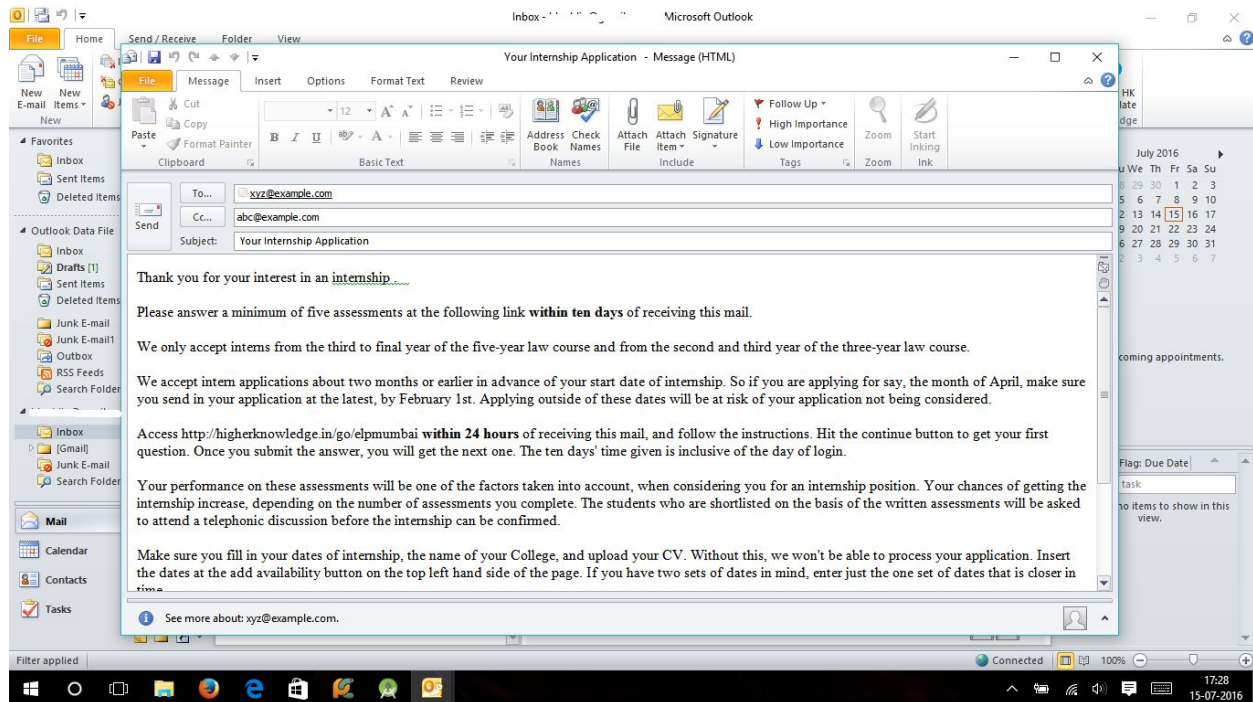 Inbox -
Microsoft Outlook
File Home Send / Receive Folder View
New E-mail
New Items
New
Favorites
Inbox
Sent Items
Deleted Items
Outlook Data File
Inbox
Drafts [1]
Sent Items
Deleted Items
Junk E-mail
Junk E-mail1
Outbox
RSS Feeds
Search Folder
Inbox
[Gmail]
Junk E-mail
Search Folder
Mail
Calendar
Contacts
Tasks
Filter applied
Your Internship Application - Message (HTML)
File Message Insert Options Format Text Review
Paste
Cut
Copy
Format Painter
Clipboard
12
B I U
Basic Text
Address Book
Check Names
Names
Attach File
Attach Item
Signature
Include
Follow Up
High Importance
Low Importance
Tags
Zoom
Zoom
Start Inking
Ink
Send
To... xyz@example.com
Cc... abc@example.com
Subject: Your Internship Application
Thank you for your interest in an internship .
Please answer a minimum of five assessments at the following link within ten days of receiving this mail.
We only accept interns from the third to final year of the five-year law course and from the second and third year of the three-year law course.
We accept intern applications about two months or earlier in advance of your start date of internship. So if you are applying for say, the month of April, make sure
you send in your application at the latest, by February 1st. Applying outside of these dates will be at risk of your application not being considered.
Access http://higherknowledge.in/go/elpmumbai within 24 hours of receiving this mail, and follow the instructions. Hit the continue button to get your first
question. Once you submit the answer, you will get the next one. The ten days' time given is inclusive of the day of login.
Your performance on these assessments will be one of the factors taken into account, when considering you for an internship position. Your chances of getting the
internship increase, depending on the number of assessments you complete. The students who are shortlisted on the basis of the written assessments will be asked
to attend a telephonic discussion before the internship can be confirmed.
Make sure you fill in your dates of internship, the name of your College, and upload your CV. Without this, we won't be able to process your application. Insert
the dates at the add availability button on the top left hand side of the page. If you have two sets of dates in mind, enter just the one set of dates that is closer in
time
See more about: xyz@example.com.
HK
late
dge
July 2016
u We Th Fr Sa Su
8 29 30 1 2 3
5 6 7 8 9 10
2 13 14 15 16 17
9 20 21 22 23 24
6 27 28 29 30 31
2 3 4 5 6 7
coming appointments.
Flag: Due Date
task
no items to show in this
view.
Connected
100%
17:28
15-07-2016